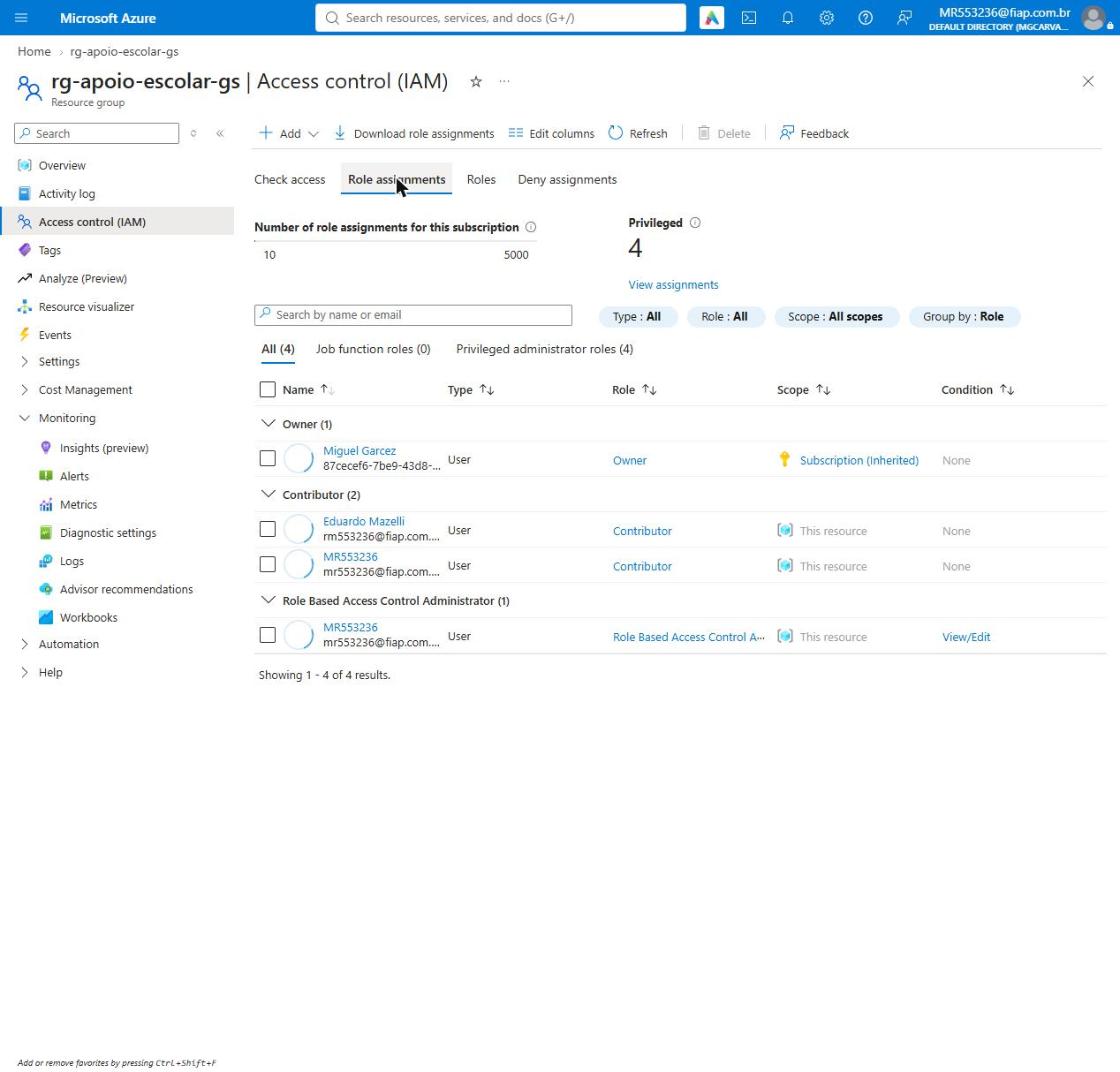 Microsoft Azure
Search resources, services, and docs (G+/)
MR553236@fiap.com.br
DEFAULT DIRECTORY (MGCARVA...
Home > rg-apoio-escolar-gs
rg-apoio-escolar-gs | Access control (IAM)
Resource group
Search
Add
Download role assignments
Edit columns
Refresh
Delete
Feedback
Overview
Activity log
Access control (IAM)
Tags
Analyze (Preview)
Resource visualizer
Events
Settings
Cost Management
Monitoring
Insights (preview)
Alerts
Metrics
Diagnostic settings
Logs
Advisor recommendations
Workbooks
Automation
Help
Check access Role assignments Roles Deny assignments
Number of role assignments for this subscription
10 5000
Privileged
4
View assignments
Search by name or email
Type : All Role : All Scope : All scopes Group by : Role
All (4) Job function roles (0) Privileged administrator roles (4)
Name Type Role Scope Condition
Owner (1)
Miguel Garcez
87cecef6-7be9-43d8-... User Owner Subscription (Inherited) None
Contributor (2)
Eduardo Mazelli
rm553236@fiap.com.... User Contributor This resource None
MR553236
mr553236@fiap.com.... User Contributor This resource None
Role Based Access Control Administrator (1)
MR553236
mr553236@fiap.com.... User Role Based Access Control A... This resource View/Edit
Showing 1 - 4 of 4 results.
Add or remove favorites by pressing Ctrl+Shift+F